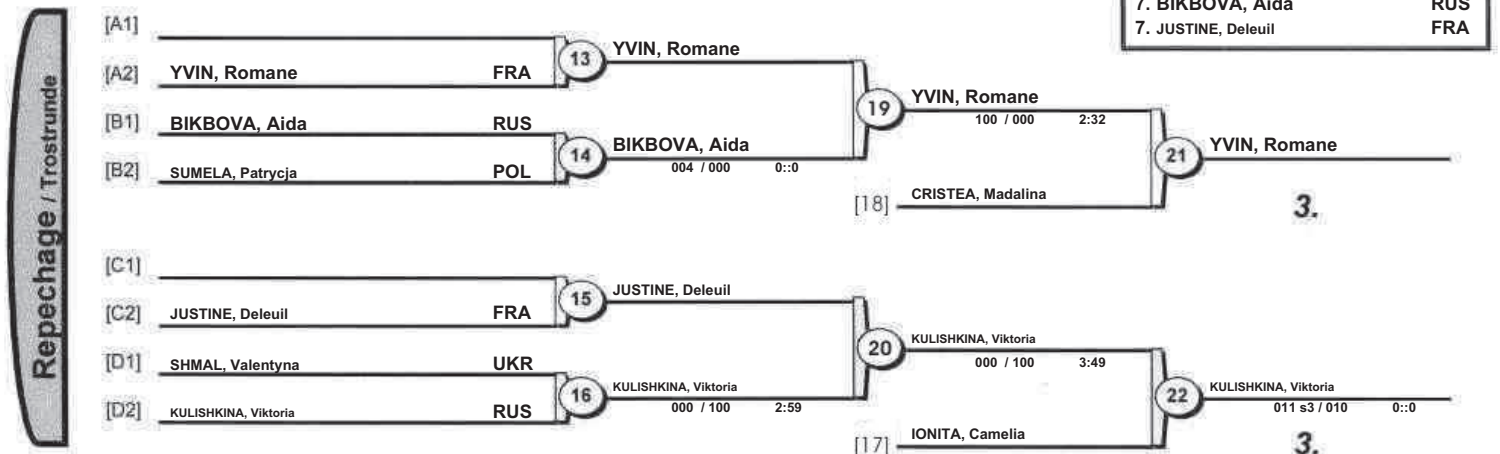 7. BIKBOVA, Aida RUS
7. JUSTINE, Deleuil FRA
Repechage / Trostrunde
[A1]
13 YVIN, Romane
[A2] YVIN, Romane FRA
19 YVIN, Romane
100 / 000 2:32
[B1] BIKBOVA, Aida RUS
14 BIKBOVA, Aida
004 / 000 0::0
21 YVIN, Romane
[B2] SUMELA, Patrycja POL
[18] CRISTEA, Madalina
3.
[C1]
15 JUSTINE, Deleuil
[C2] JUSTINE, Deleuil FRA
20 KULISHKINA, Viktoria
000 / 100 3:49
[D1] SHMAL, Valentyna UKR
16 KULISHKINA, Viktoria
000 / 100 2:59
22 KULISHKINA, Viktoria
011 s3 / 010 0::0
[D2] KULISHKINA, Viktoria RUS
[17] IONITA, Camelia
3.